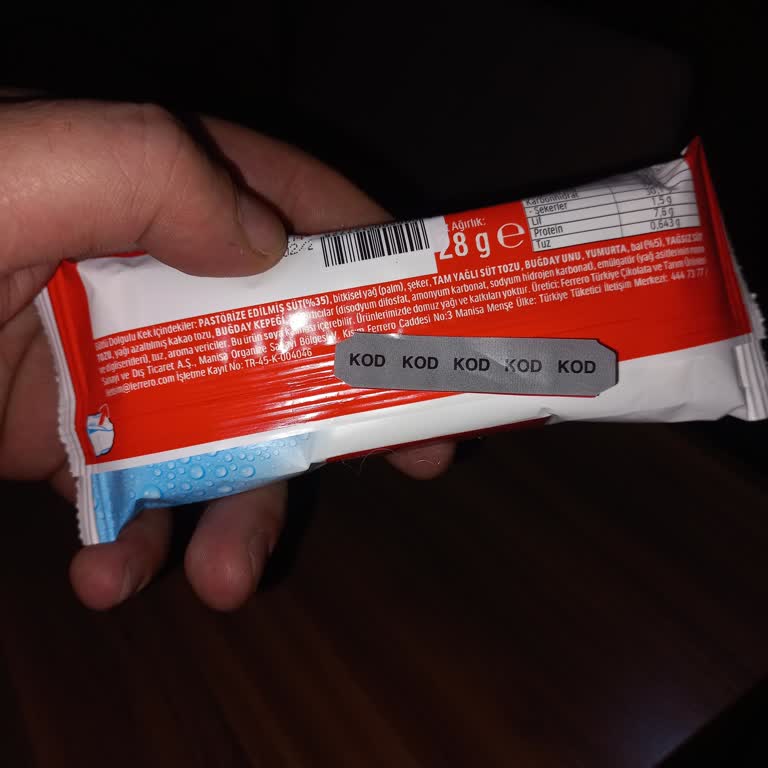 Ağırlık:
28 g e
Karbonhidrat
- Şekerler
Lif
Protein
Tuz
1,5 g
7,6 g
0,643 g
Sütlü Dolgulu Kek İçindekiler: PASTÖRİZE EDİLMİŞ SÜT(%35), bitkisel yağ (palm), şeker, TAM YAĞLI SÜT TOZU, BUĞDAY UNU, YUMURTA, bal (%5), YAĞSIZ SÜT
TOZU, yağı azaltılmış kakao tozu, BUĞDAY KEPEĞİ, (disodyum difosfat, amonyum karbonat, sodyum hidrojen karbonat), emülgatör (yağ asitlerinin mono
ve digliseritleri), tuz, aroma vericiler. Bu ürün soya içerebilir. Ürünlerimizde domuz yağı ve katkıları yoktur. Üretici: Ferrero Türkiye Çikolata ve Tarım Ürünleri
Sanayi ve Dış Ticaret A.Ş., Manisa Organize Sanayi Bölgesi Kısım Ferrero Caddesi No:3 Manisa Menşe Ülke: Türkiye Tüketici İletişim Merkezi: 444 73 77 /
iletisim@ferrero.com İşletme Kayıt No: TR-45-K-004046
KOD KOD KOD KOD KOD